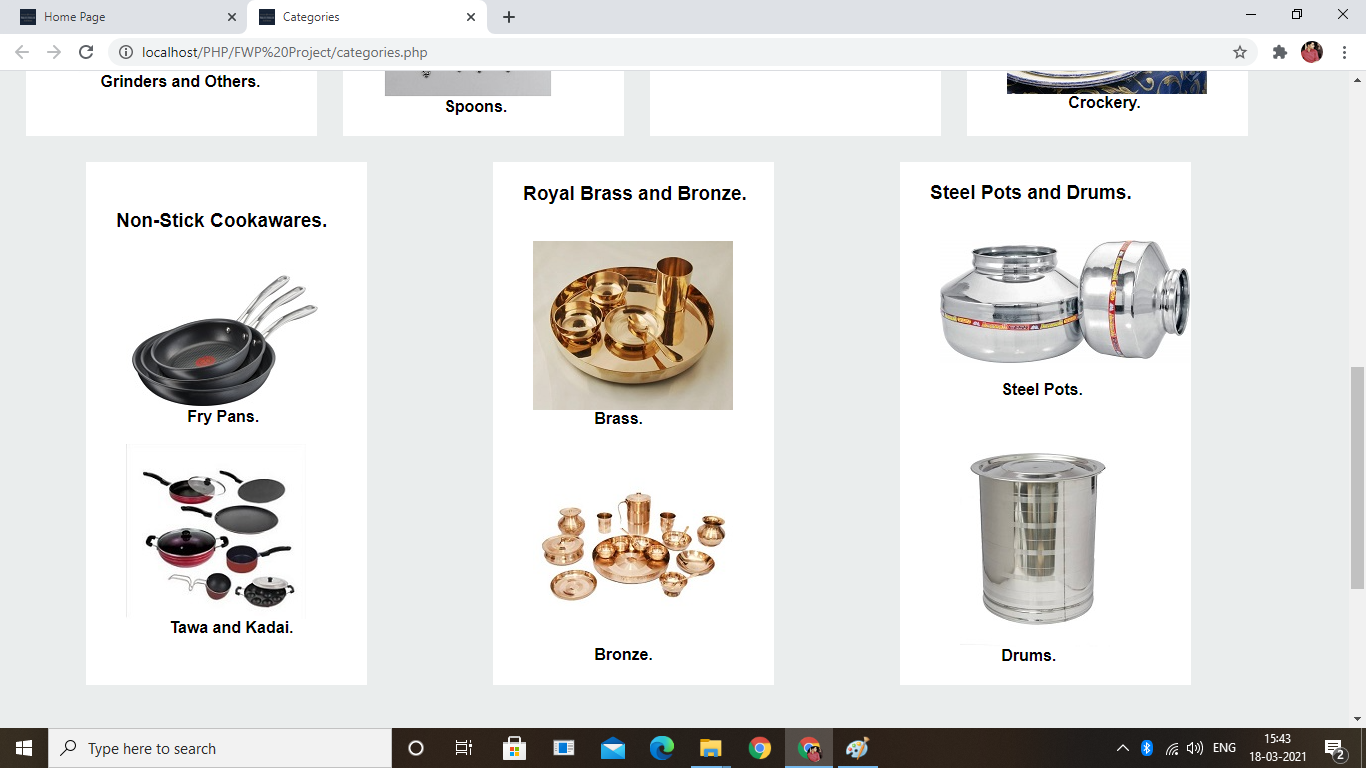 Home Page
Categories
localhost/PHP/FWP%20Project/categories.php
Grinders and Others.
Spoons.
Crockery.
Non-Stick Cookawares.
Royal Brass and Bronze.
Steel Pots and Drums.
Fry Pans.
Brass.
Steel Pots.
Tawa and Kadai.
Bronze.
Drums.
Type here to search
ENG
15:43
18-03-2021
2